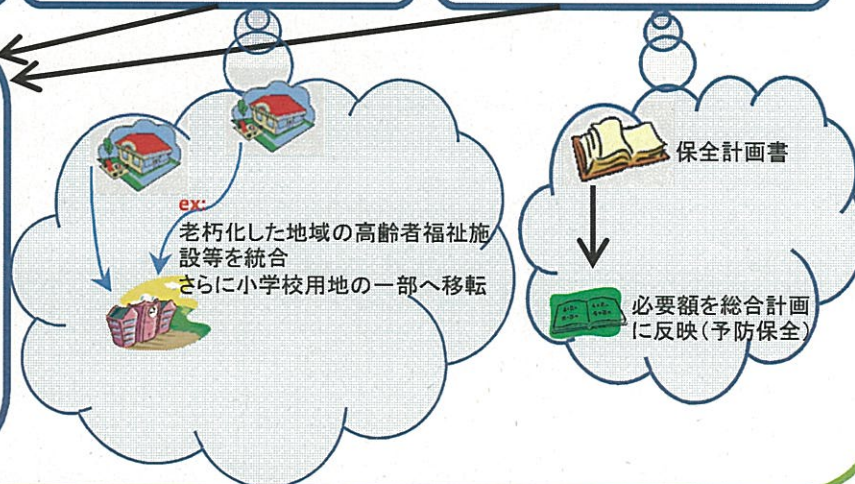 ex:
老朽化した地域の高齢者福祉施
設等を統合
さらに小学校用地の一部へ移転
保全計画書
必要額を総合計画
に反映(予防保全)